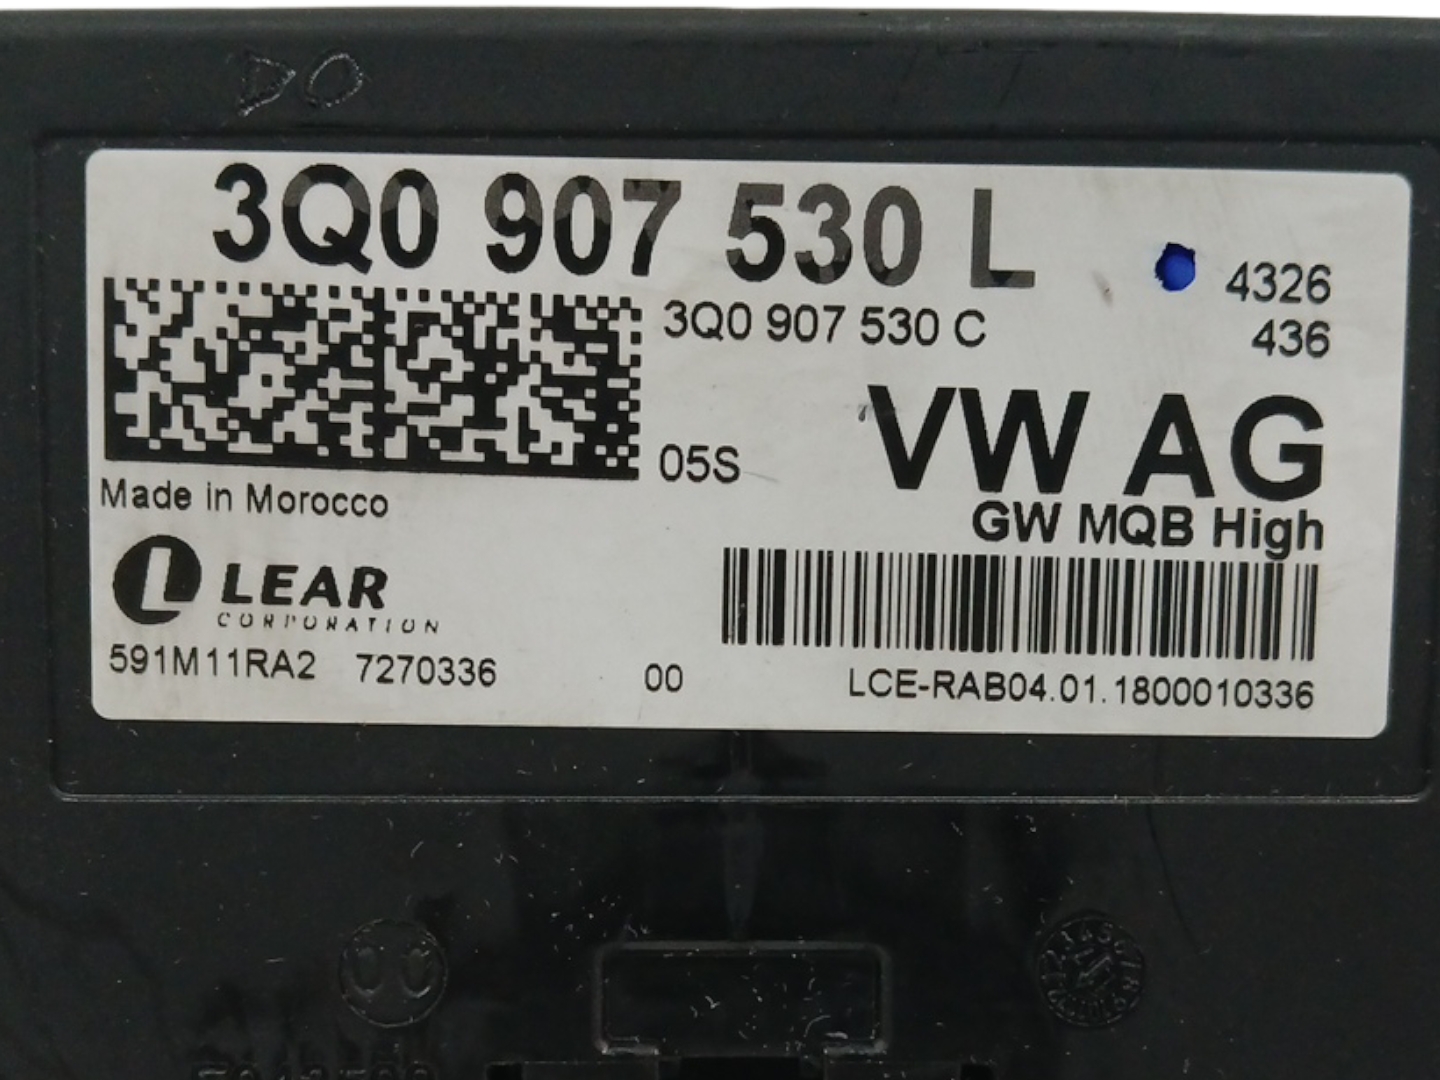 DO
3Q0 907 530 L
4326
3Q0 907 530 C
436
VW AG
05S
GW MQB High
Made in Morocco
LEAR
CORPORATION
591M11RA2 7270336 00 LCE-RAB04.01.1800010336
00